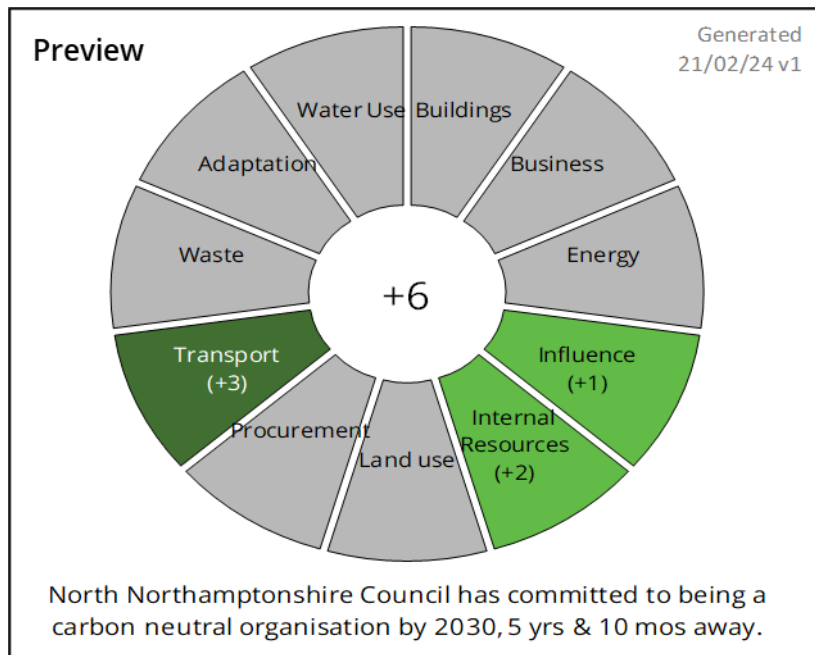 Preview
Generated
21/02/24 v1
Water Use
Buildings
Adaptation
Business
Waste
Energy
+6
Transport
(+3)
Influence
(+1)
Procurement
Internal
Resources
(+2)
Land use
North Northamptonshire Council has committed to being a
carbon neutral organisation by 2030, 5 yrs & 10 mos away.